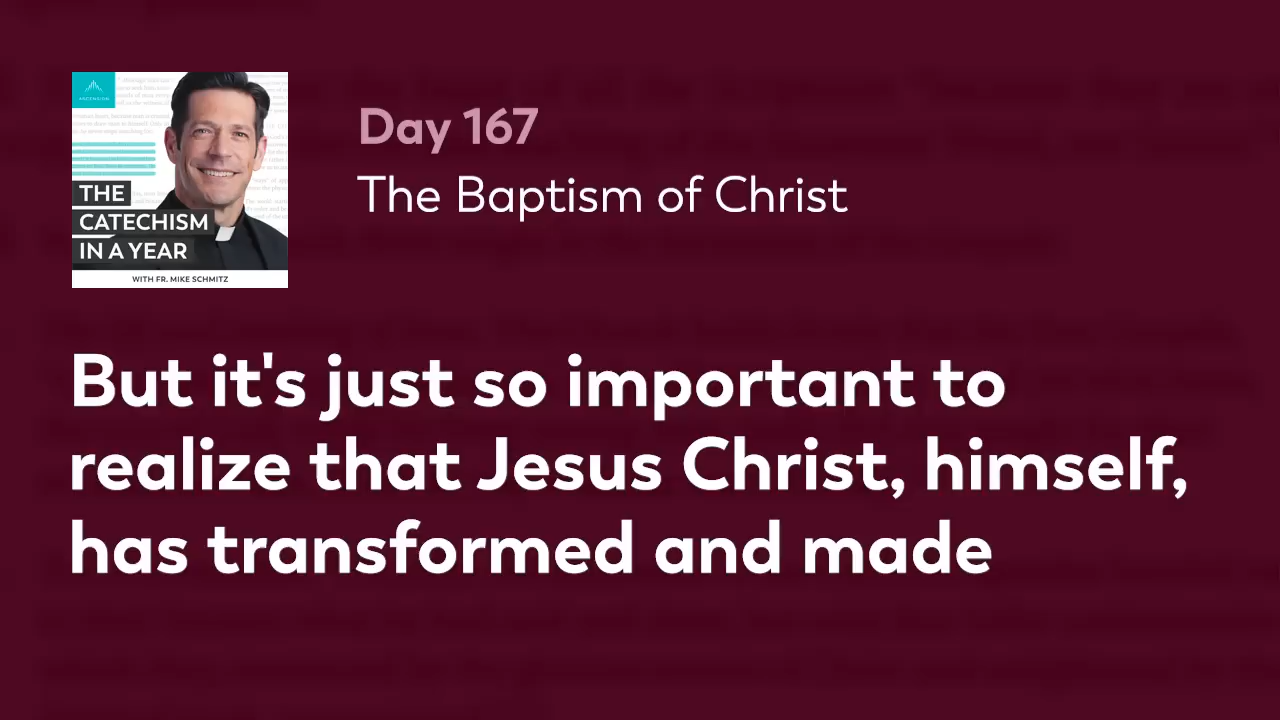 ASCENSION
THE
CATECHISM
IN A YEAR
WITH FR. MIKE SCHMITZ
Day 167
The Baptism of Christ
But it's just so important to
realize that Jesus Christ, himself,
has transformed and made